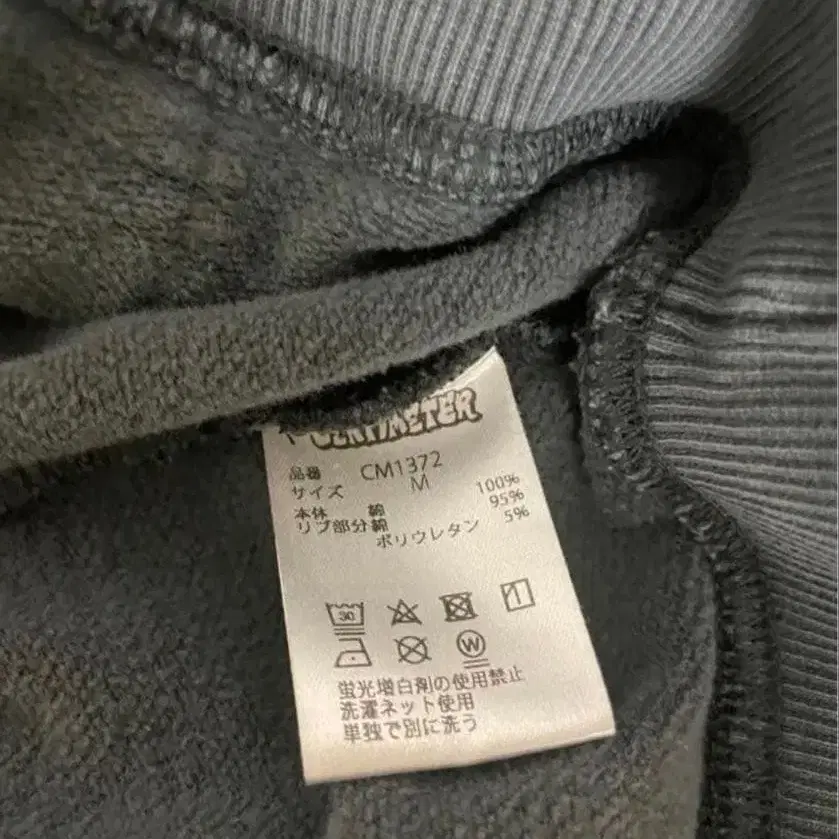 CENTIMETER
品番 CM1372
サイズ M
本体 綿 100%
リブ部分綿 95%
ポリウレタン 5%
30
W
蛍光増白剤の使用禁止
洗濯ネット使用
単独で別に洗う